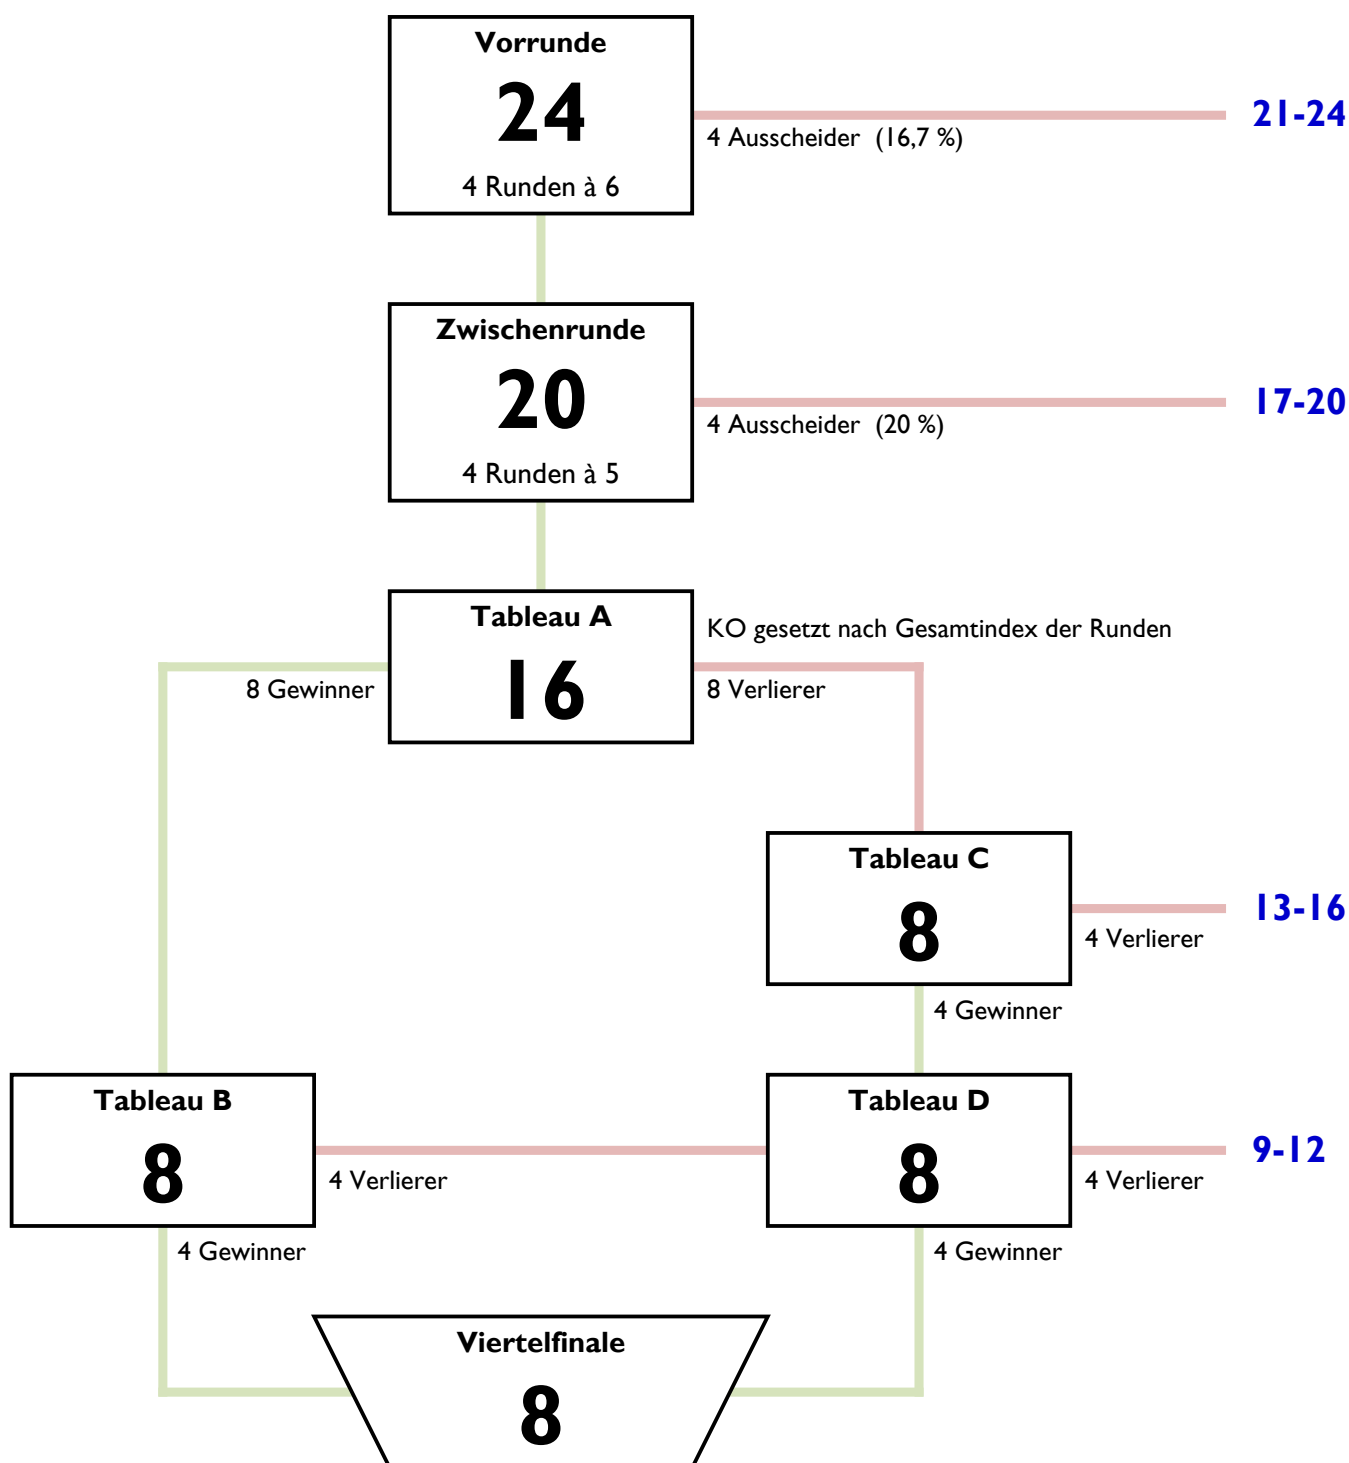 Vorrunde
24
4 Runden à 6
4 Ausscheider (16,7 %)
21-24
Zwischenrunde
20
4 Runden à 5
4 Ausscheider (20 %)
17-20
Tableau A
16
KO gesetzt nach Gesamtindex der Runden
8 Gewinner
8 Verlierer
Tableau C
8
4 Verlierer
13-16
4 Gewinner
Tableau B
8
4 Verlierer
4 Gewinner
Tableau D
8
4 Verlierer
9-12
4 Gewinner
Viertelfinale
8